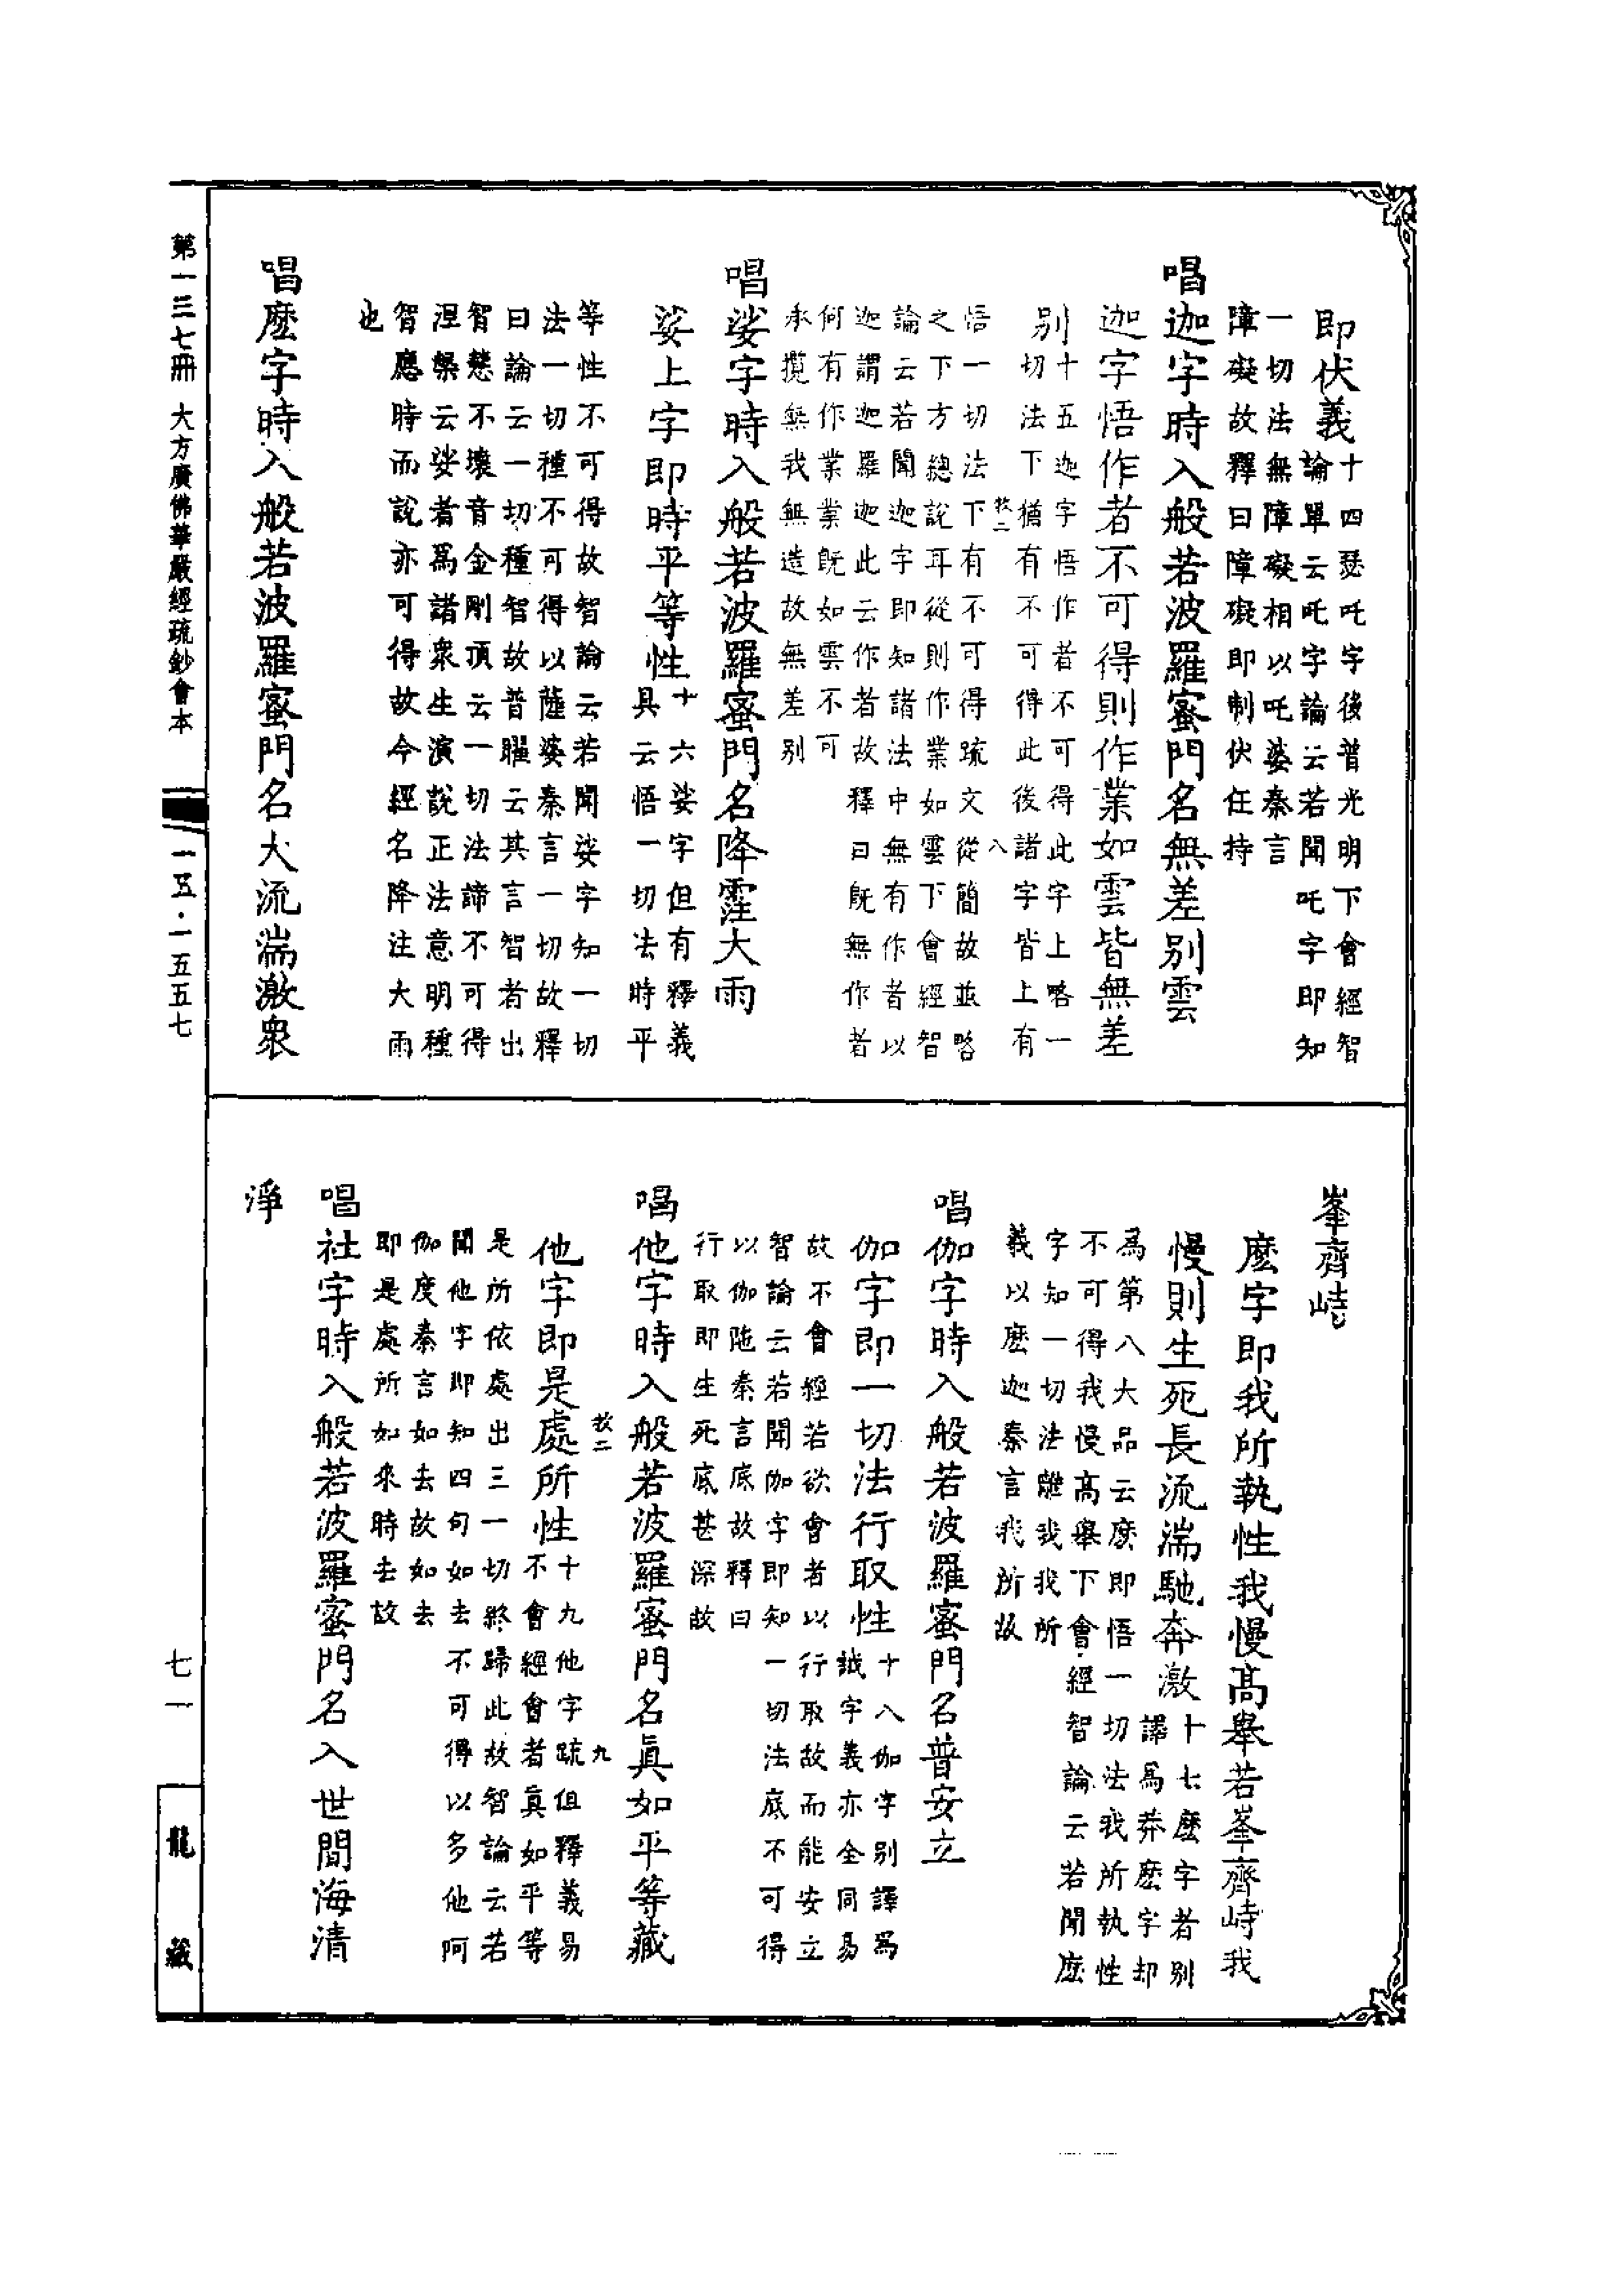 即伏義
十四瑟吒字後普光明下會經智
論單云吒字論云若聞吒字即知
一切法無障礙相以吒婆秦言
障礙故釋曰障礙即制伏任持
唱迦字時入般若波羅蜜門名無差別雲
迦字悟作者不可得則作業如雲皆無差
別
十五迦字悟作者不可得此字上略一
切法下猶有不可得此後諸字皆上有
八
悟一切法下有不可得疏文從簡故並略
之下方總說耳從則作業如雲下會經智
論云若聞迦字即知諸法中無有作者以
迦謂迦羅迦此云作者故釋曰既無作者
何有作業業既如雲不可
承攬無我無造故無差別
唱娑字時入般若波羅蜜門名降霔大雨
娑上字即時平等性
十六娑字但有釋義
具云悟一切法時平
等性不可得故智論云若聞娑字知一切
法一切種不可得以薩婆秦言一切故釋
曰論云一切種智故普曜云其言智者出
智慧不壞音金剛頂云一切法諦不可得
涅槃云娑者爲諸衆生演說正法意明種
智應時而說亦可得故今經名降注大雨
也
唱麽字時入般若波羅蜜門名大流湍激衆
峯齊峙
麽字即我所執性我慢高舉若峯齊峙我
慢則生死長流湍馳奔激
十七麽字者別
譯爲莽麽字却
爲第八大品云麽即悟一切法我所執性
不可得我慢高舉下會經智論云若聞麽
字知一切法離我我所
義以麽迦秦言我所故
唱伽字時入般若波羅蜜門名普安立
伽字即一切法行取性
十八伽字別譯爲
誐字義亦全同易
故不會經若欲會者以行取故而能安立
智論云若聞伽字即知一切法底不可得
以伽陁秦言底故釋曰
行取即生死底甚深故
唱他字時入般若波羅蜜門名眞如平等藏
他字即是處所性
十九他字疏但釋義易
不會經會者眞如平等
九
是所依處出三一切終歸此故智論云若
聞他字即知四句如去不可得以多他阿
伽度秦言如去故如去
即是處所如來時去故
唱社字時入般若波羅蜜門名入世間海清
淨
第一三七冊 大方廣佛華嚴經疏鈔會本
一五·一五五七
七一
龍藏